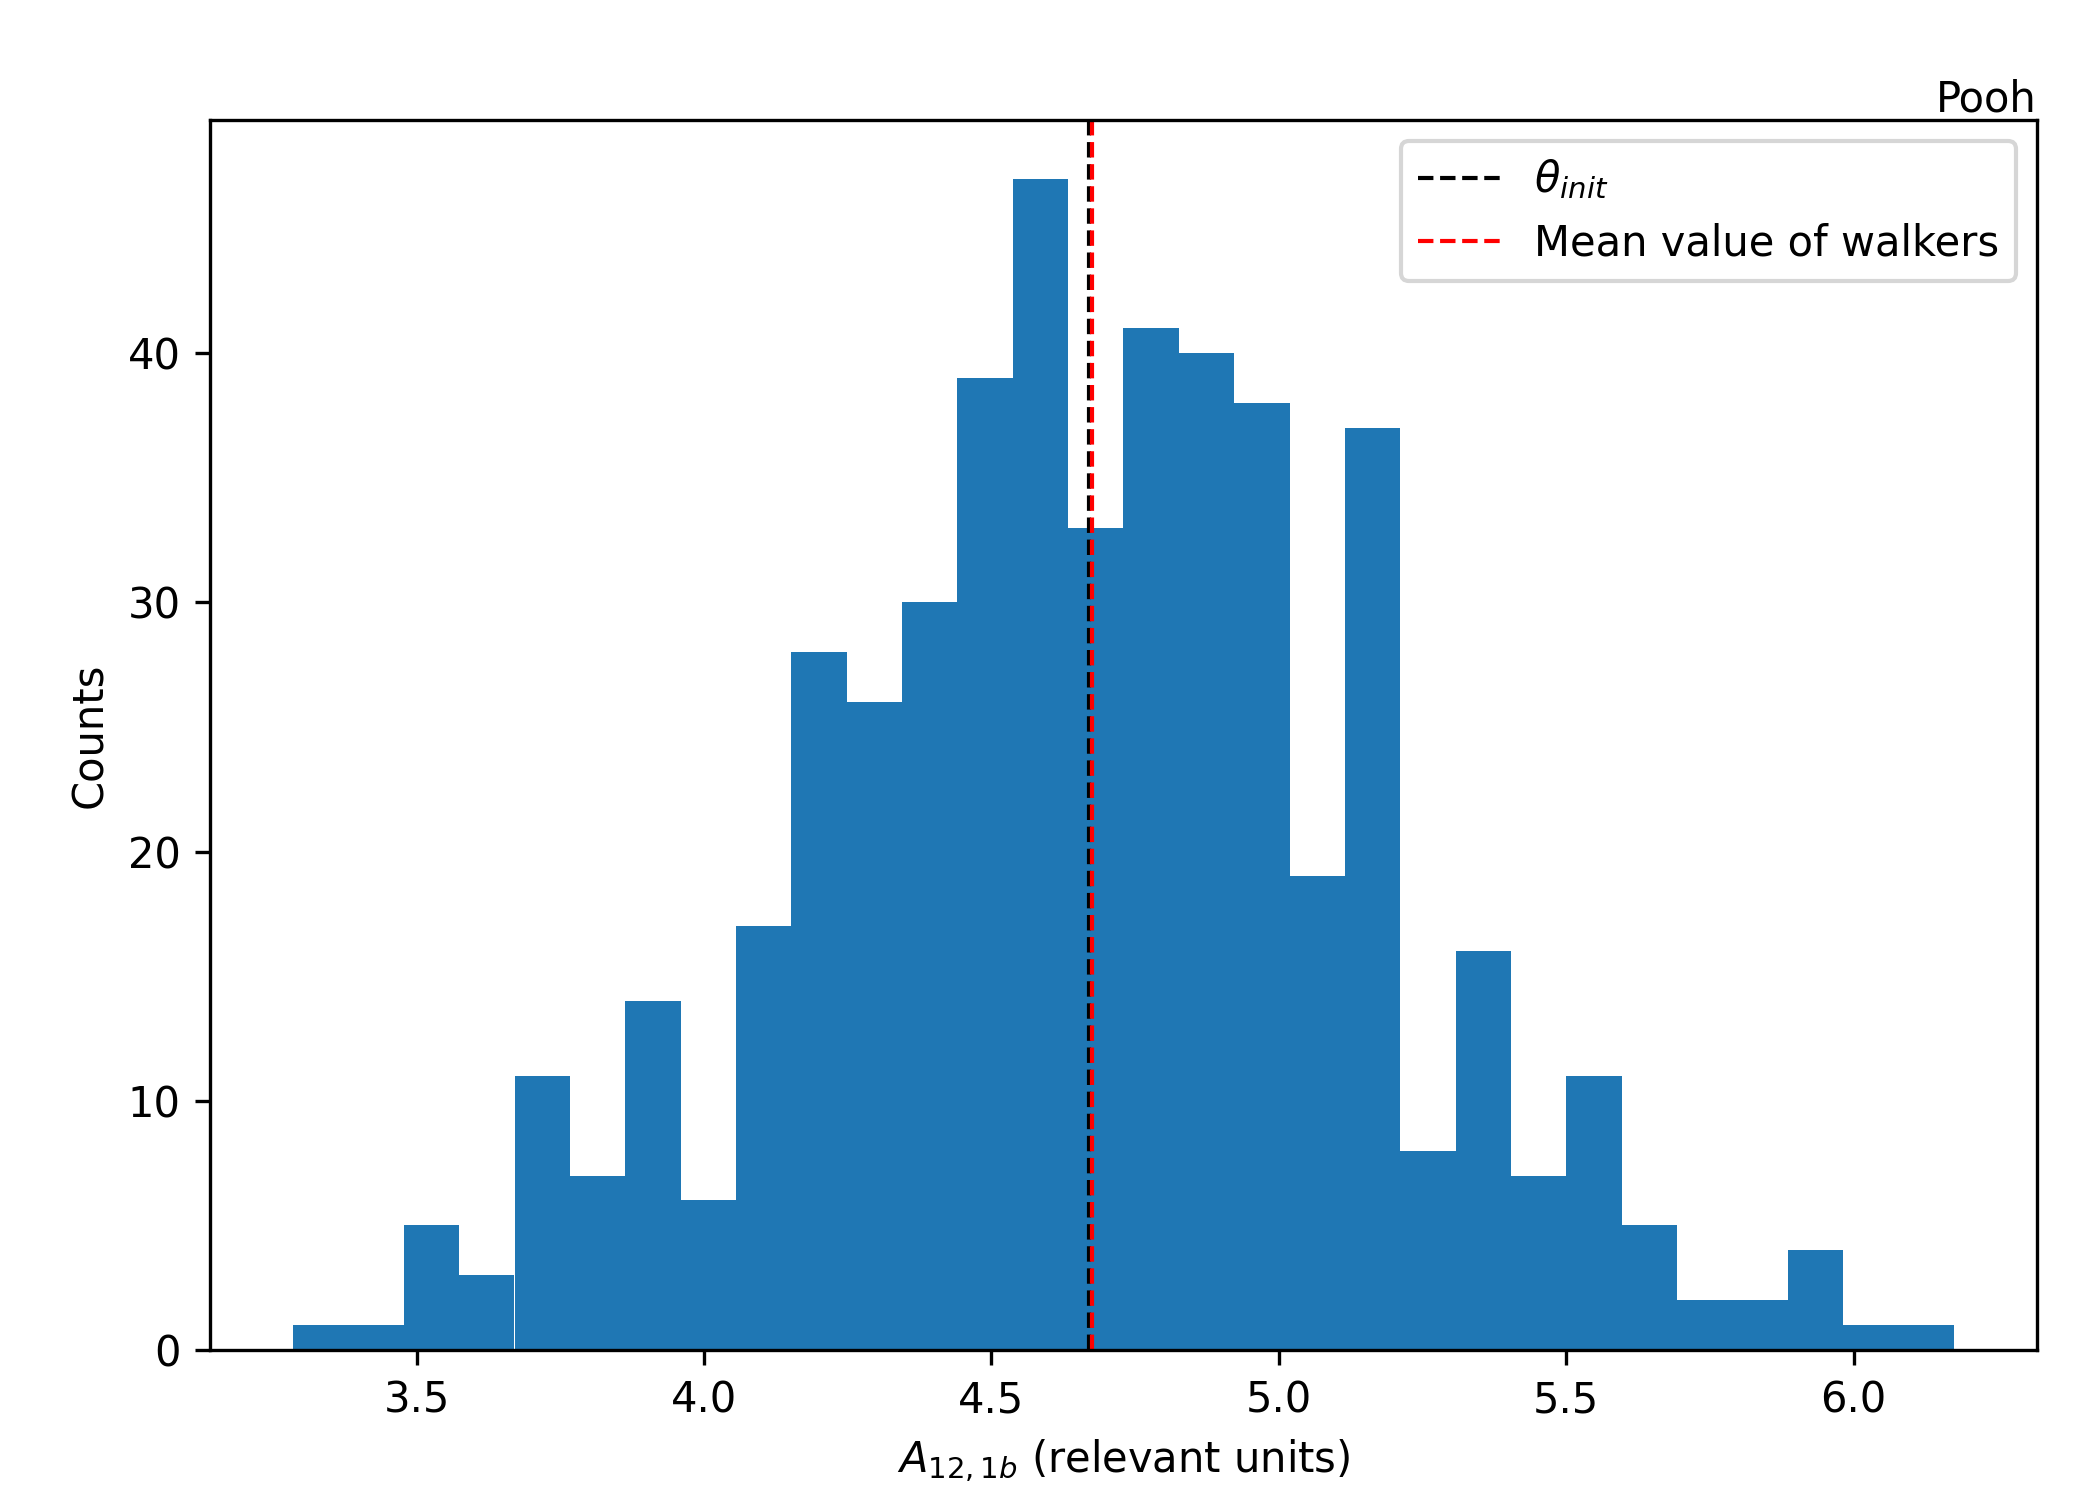 Pooh
θ_init
Mean value of walkers
40
30
20
10
0
Counts
3.5 4.0 4.5 5.0 5.5 6.0
A_12,1b (relevant units)